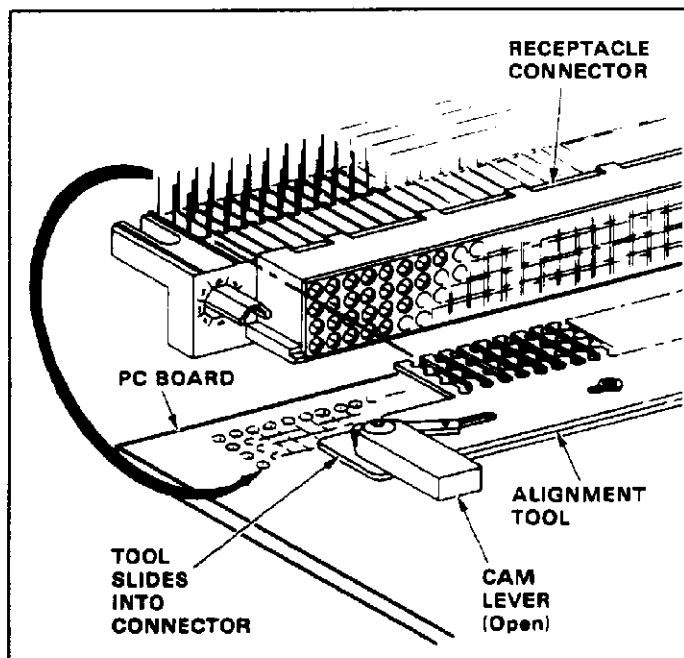 RECEPTACLE
CONNECTOR
PC BOARD
ALIGNMENT
TOOL
TOOL
SLIDES
INTO
CONNECTOR
CAM
LEVER
(Open)